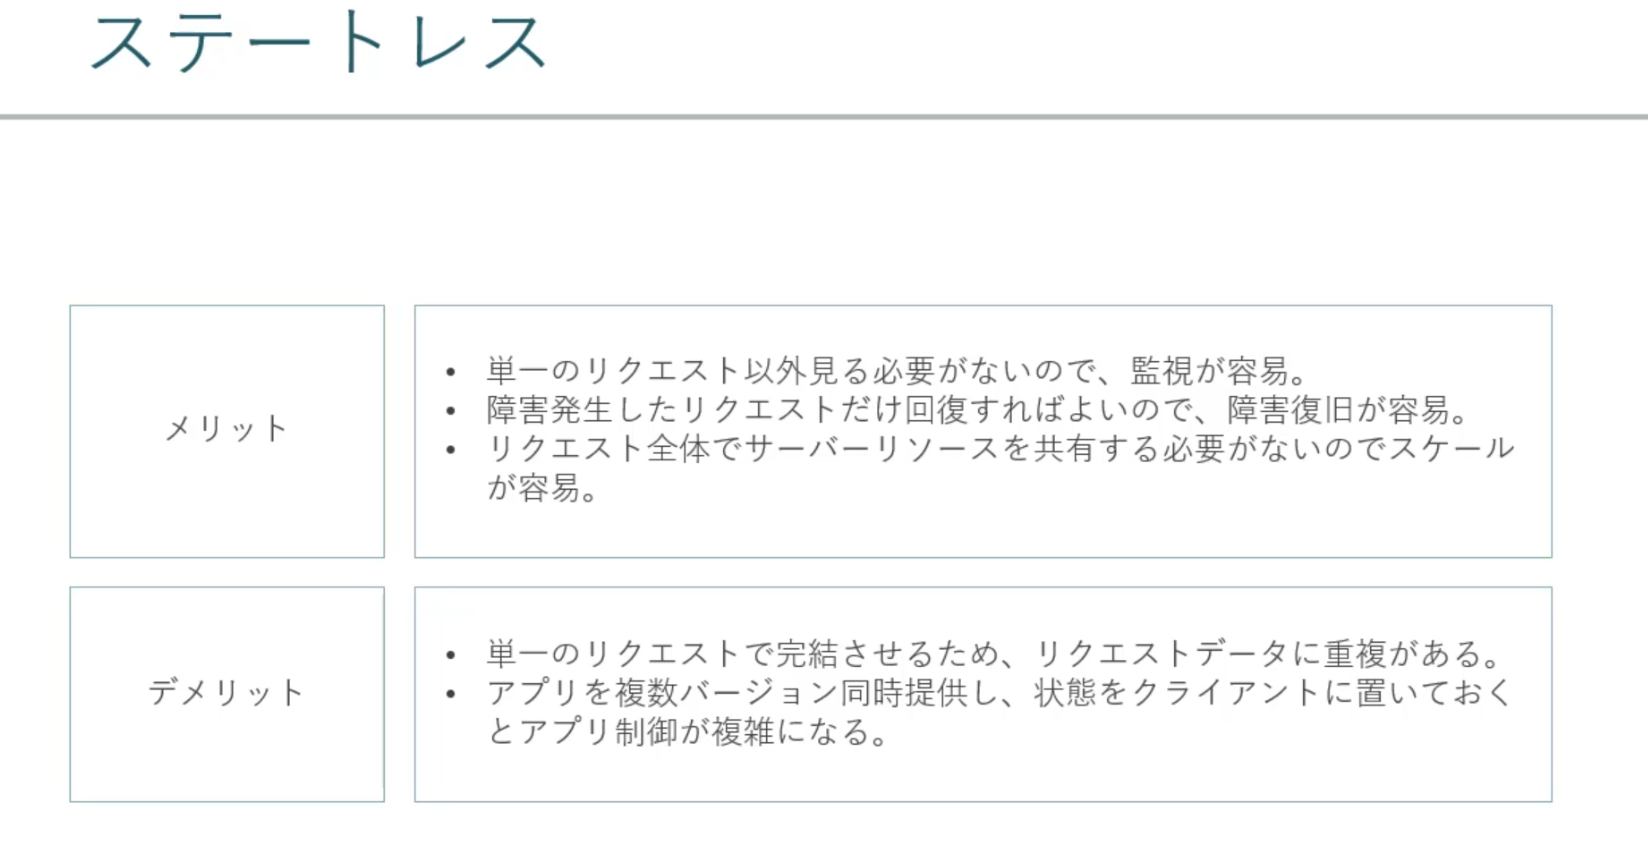 ステートレス
メリット
• 単一のリクエスト以外見る必要がないので、監視が容易。
• 障害発生したリクエストだけ回復すればよいので、障害復旧が容易。
• リクエスト全体でサーバーリソースを共有する必要がないのでスケール
が容易。
デメリット
• 単一のリクエストで完結させるため、リクエストデータに重複がある。
• アプリを複数バージョン同時提供し、状態をクライアントに置いておく
とアプリ制御が複雑になる。